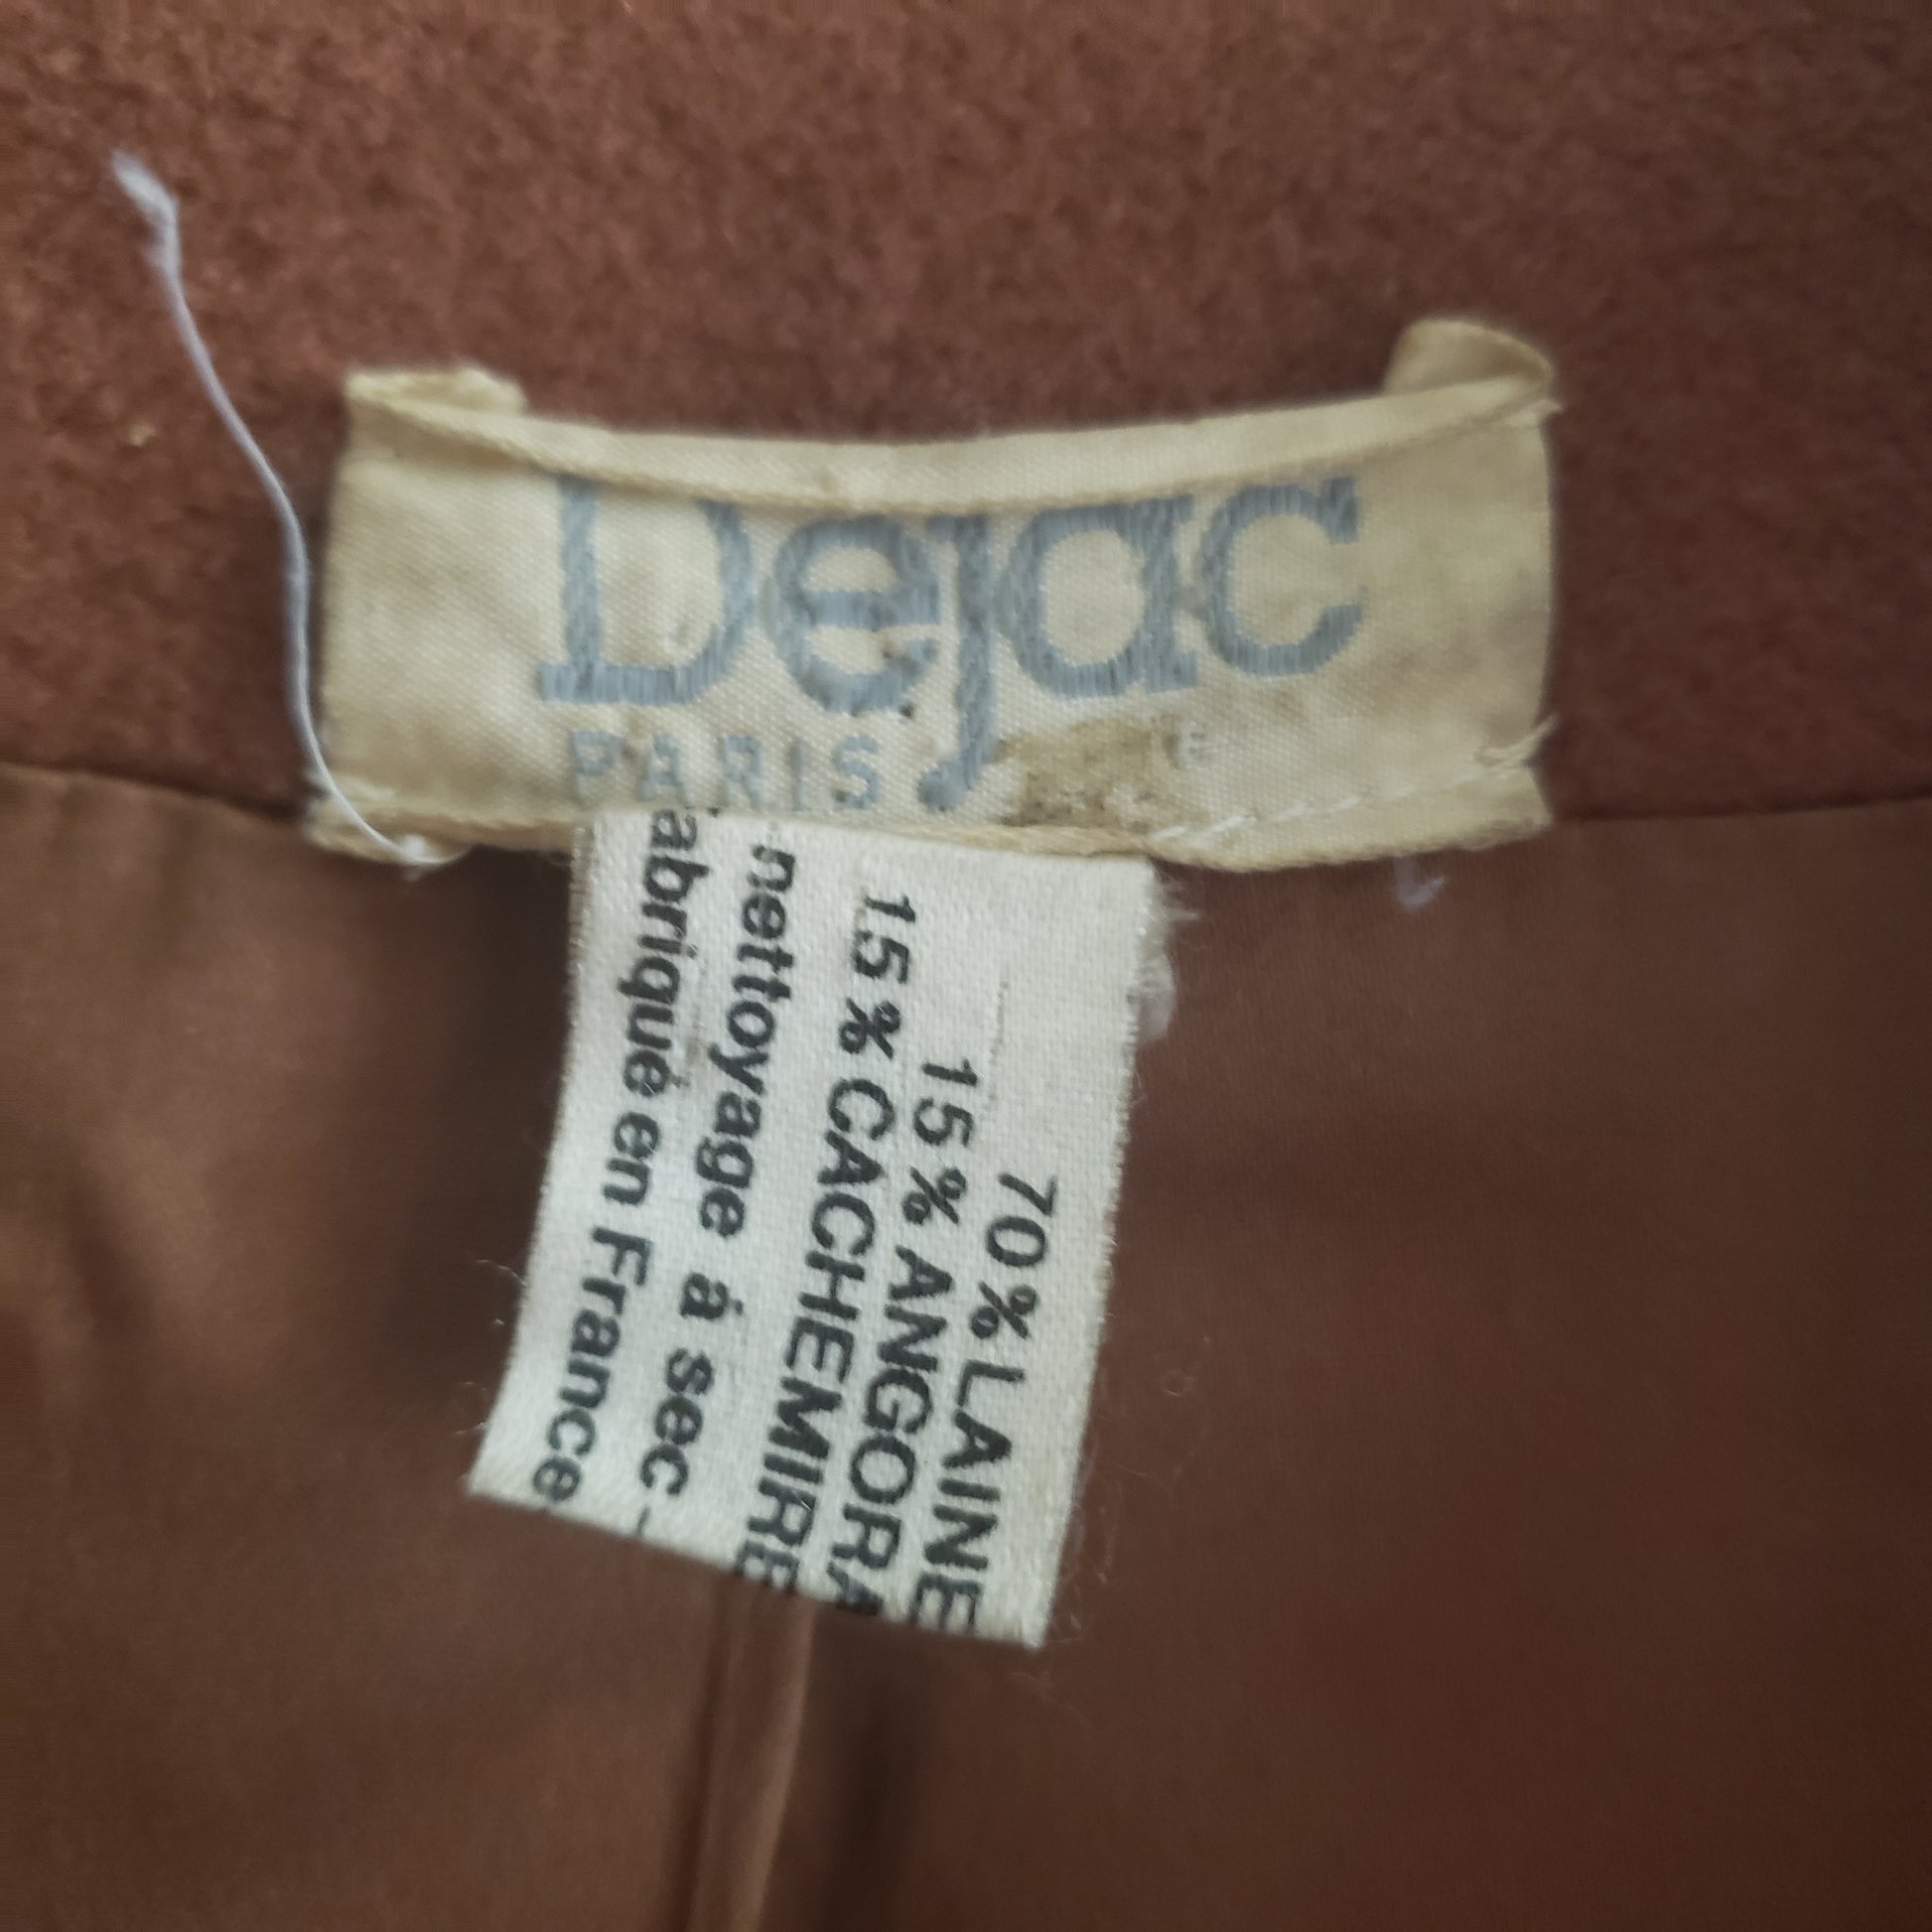 Dejac
PARIS
70% LAINE
15% ANGORA
15% CACHEMIRE
-nettoyage á sec-
abriqué en France